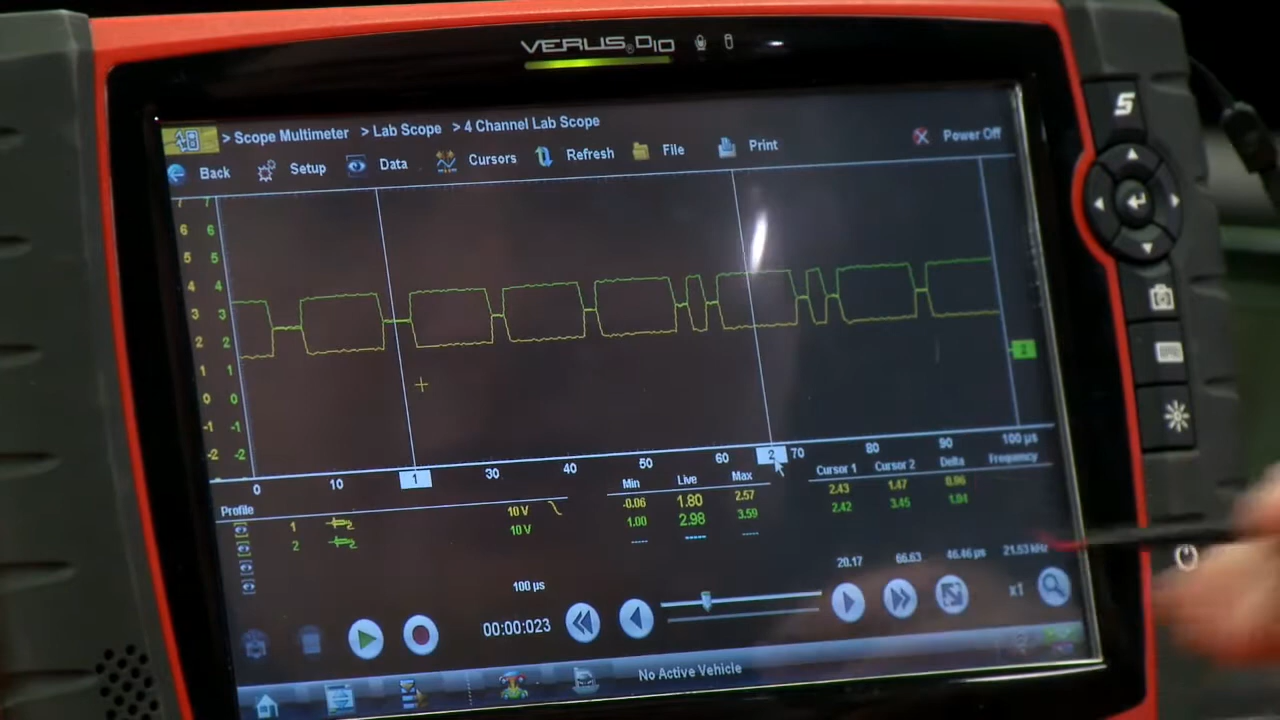 VERUS® D10
S
> Scope Multimeter > Lab Scope > 4 Channel Lab Scope
Power Off
Back Setup Data Cursors Refresh File Print
7 7
6 6
5 5
4 4
3 3
2 2
1 1
0 0
-1 -1
-2 -2
2
0 10 1 30 40 50 60 2 70 80 90 100 µs
Profile Min Live Max Cursor 1 Cursor 2 Delta Frequency
1 10 V -0.06 1.80 2.57 2.43 1.47 0.96
2 10 V 1.00 2.98 3.59 2.42 3.45 1.04
---- ---- ----
100 µs 20.17 66.63 46.46 µs 21.53 kHz
00:00:023 x1
No Active Vehicle